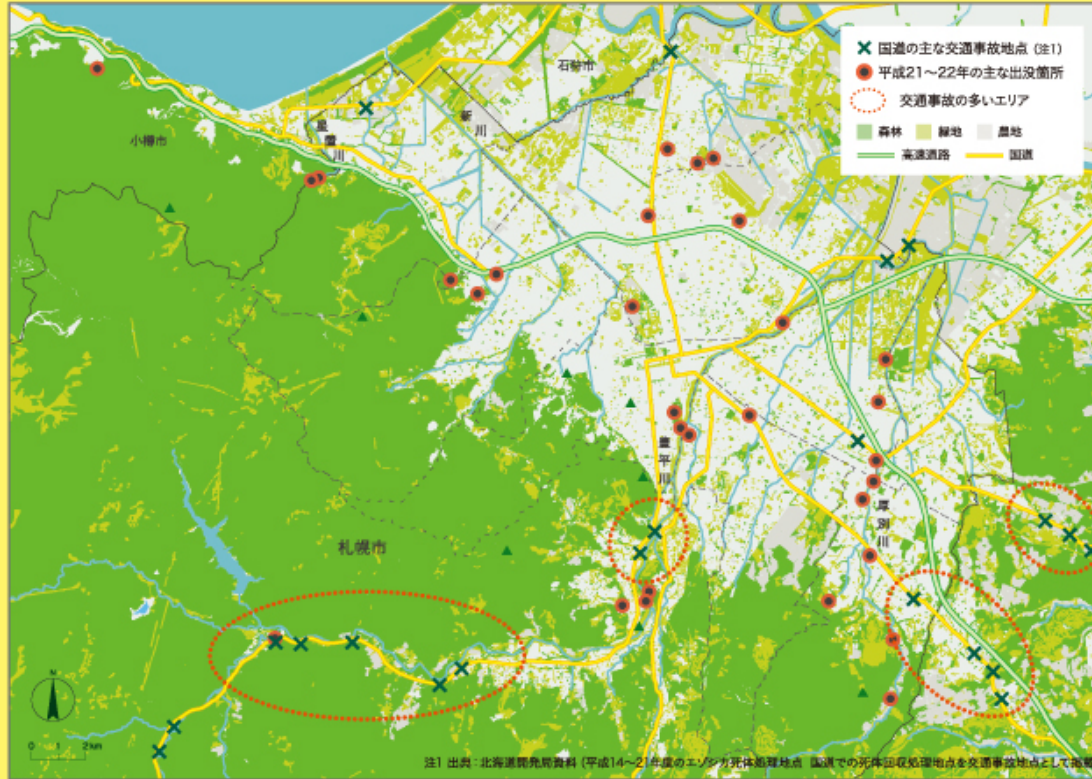 国道の主な交通事故地点 (注1)
平成21〜22年の主な出没箇所
交通事故の多いエリア
森林 緑地 農地
高速道路 国道
石狩市
小樽市
星置川
新川
豊平川
厚別川
札幌市
N
0 1 2km
注1 出典:北海道開発局資料 (平成14〜21年度のエゾシカ死体処理地点 国道での死体回収処理地点を交通事故地点として掲